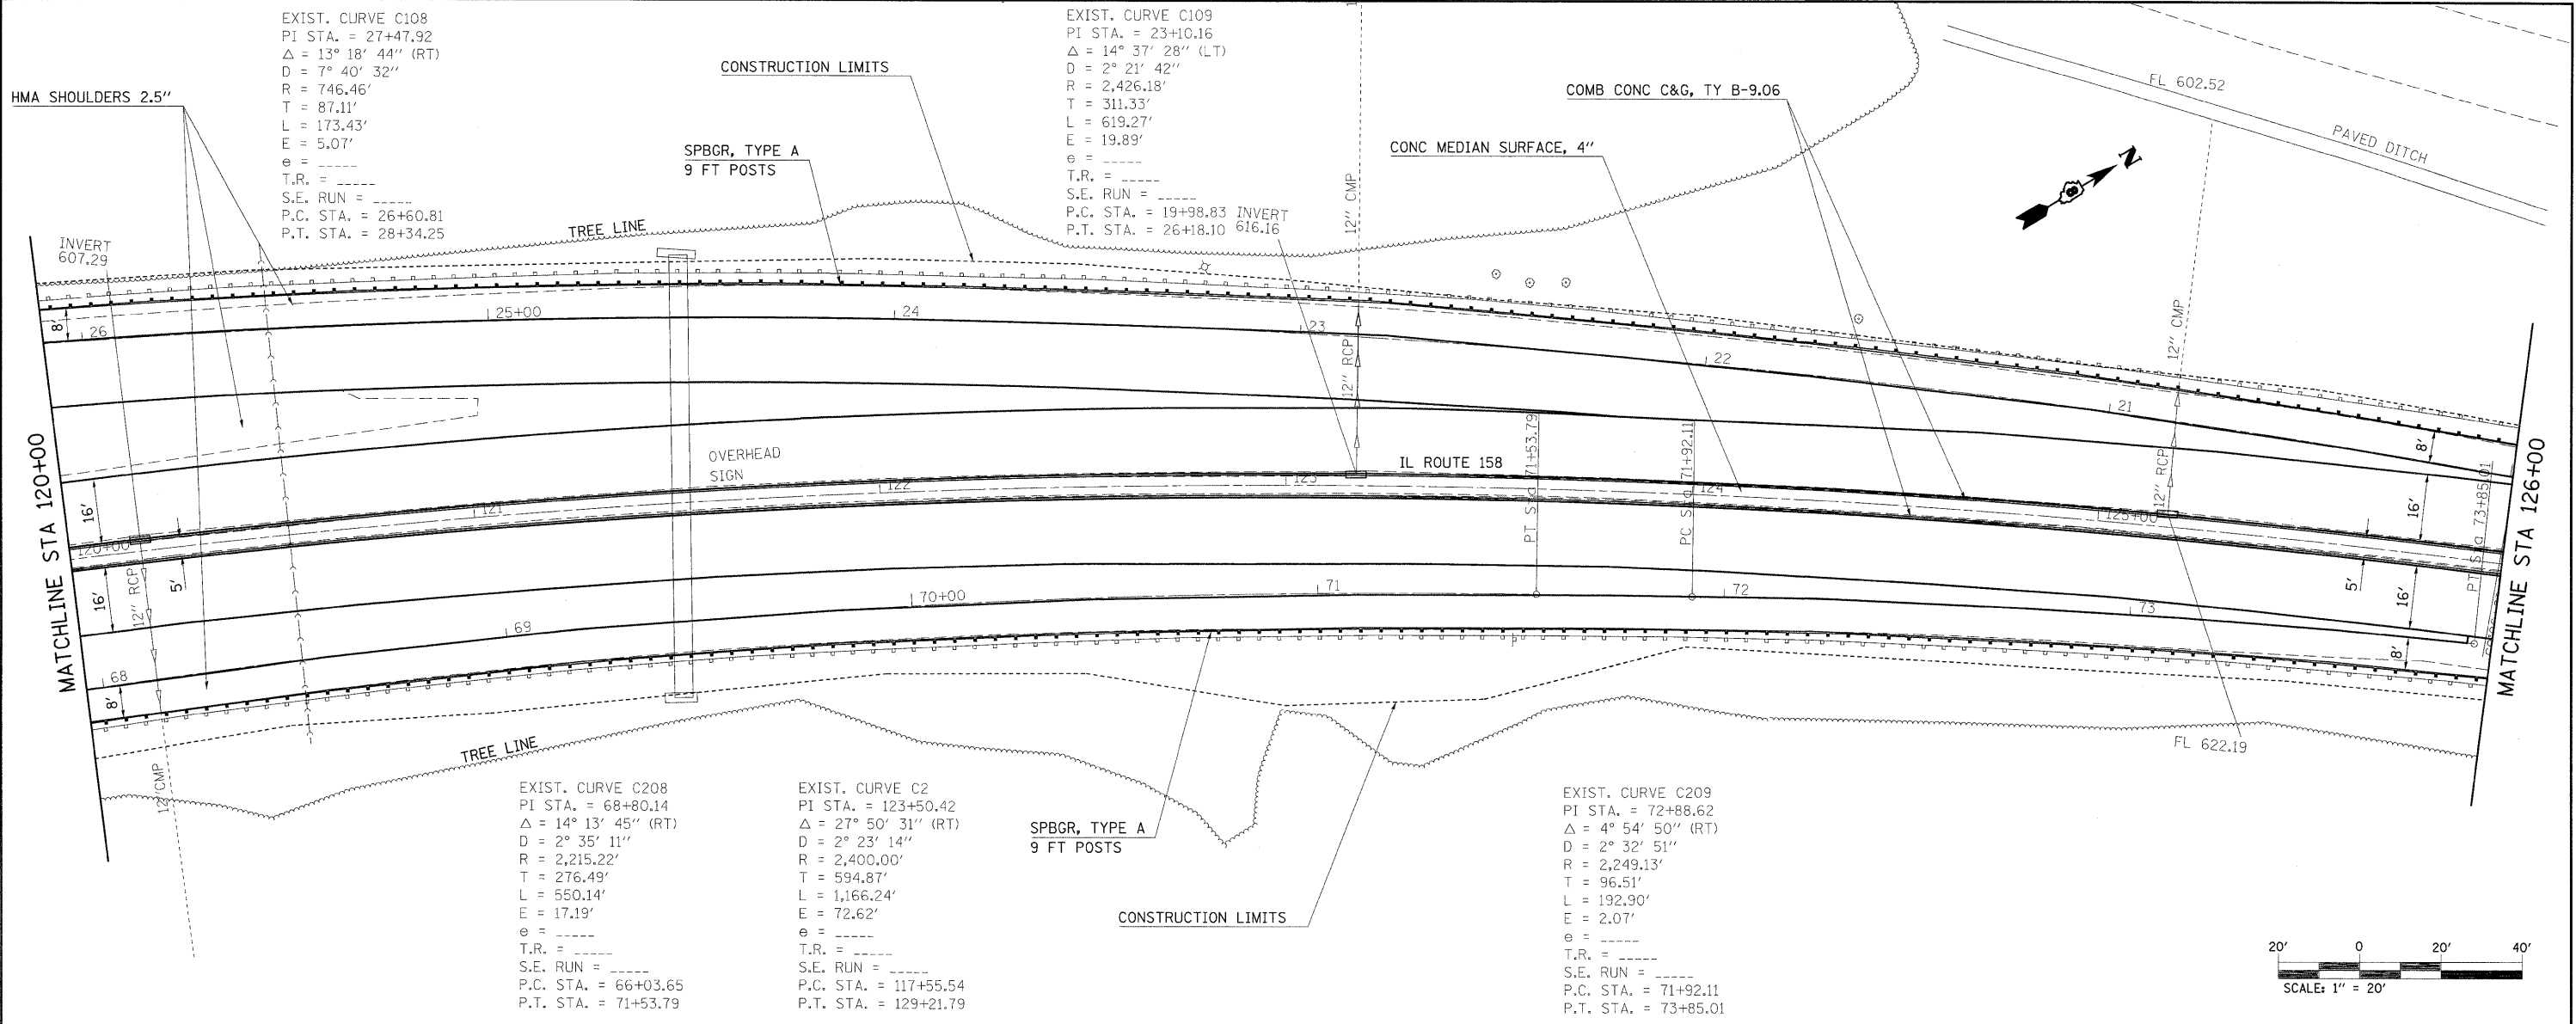 EXIST. CURVE C108
PI STA. = 27+47.92
Δ = 13° 18' 44" (RT)
D = 7° 40' 32"
R = 746.46'
T = 87.11'
L = 173.43'
E = 5.07'
e = _____
T.R. = _____
S.E. RUN = _____
P.C. STA. = 26+60.81
P.T. STA. = 28+34.25
EXIST. CURVE C109
PI STA. = 23+10.16
Δ = 14° 37' 28" (LT)
D = 2° 21' 42"
R = 2,426.18'
T = 311.33'
L = 619.27'
E = 19.89'
e = _____
T.R. = _____
S.E. RUN = _____
P.C. STA. = 19+98.83
P.T. STA. = 26+18.10
INVERT
616.16
HMA SHOULDERS 2.5"
CONSTRUCTION LIMITS
SPBGR, TYPE A
9 FT POSTS
COMB CONC C&G, TY B-9.06
CONC MEDIAN SURFACE, 4"
FL 602.52
PAVED DITCH
N
12" CMP
12" CMP
TREE LINE
INVERT
607.29
8'
26
25+00
24
23
22
21
8'
12" RCP
12" RCP
OVERHEAD
SIGN
IL ROUTE 158
PT Sta 71+53.79
PC Sta 71+92.11
PT Sta 73+85.01
MATCHLINE STA 120+00
MATCHLINE STA 126+00
16'
16'
120+00
121
122
123
124
125+00
5'
5'
16'
16'
12" RCP
68
69
70+00
71
72
73
8'
8'
TREE LINE
12" CMP
FL 622.19
EXIST. CURVE C208
PI STA. = 68+80.14
Δ = 14° 13' 45" (RT)
D = 2° 35' 11"
R = 2,215.22'
T = 276.49'
L = 550.14'
E = 17.19'
e = _____
T.R. = _____
S.E. RUN = _____
P.C. STA. = 66+03.65
P.T. STA. = 71+53.79
EXIST. CURVE C2
PI STA. = 123+50.42
Δ = 27° 50' 31" (RT)
D = 2° 23' 14"
R = 2,400.00'
T = 594.87'
L = 1,166.24'
E = 72.62'
e = _____
T.R. = _____
S.E. RUN = _____
P.C. STA. = 117+55.54
P.T. STA. = 129+21.79
SPBGR, TYPE A
9 FT POSTS
CONSTRUCTION LIMITS
EXIST. CURVE C209
PI STA. = 72+88.62
Δ = 4° 54' 50" (RT)
D = 2° 32' 51"
R = 2,249.13'
T = 96.51'
L = 192.90'
E = 2.07'
e = _____
T.R. = _____
S.E. RUN = _____
P.C. STA. = 71+92.11
P.T. STA. = 73+85.01
20' 0 20' 40'
SCALE: 1" = 20'